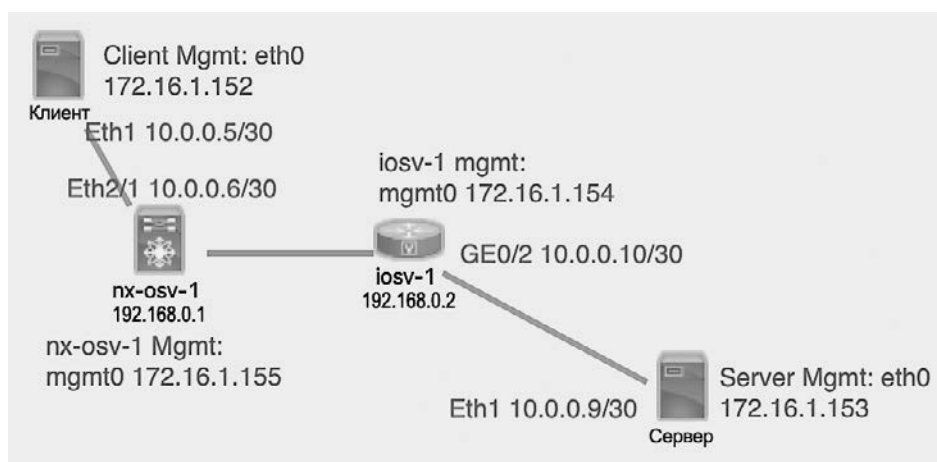 Client Mgmt: eth0
172.16.1.152
Клиент
Eth1 10.0.0.5/30
Eth2/1 10.0.0.6/30
iosv-1 mgmt:
mgmt0 172.16.1.154
GE0/2 10.0.0.10/30
nx-osv-1
192.168.0.1
iosv-1
192.168.0.2
nx-osv-1 Mgmt:
mgmt0 172.16.1.155
Eth1 10.0.0.9/30
Server Mgmt: eth0
172.16.1.153
Сервер